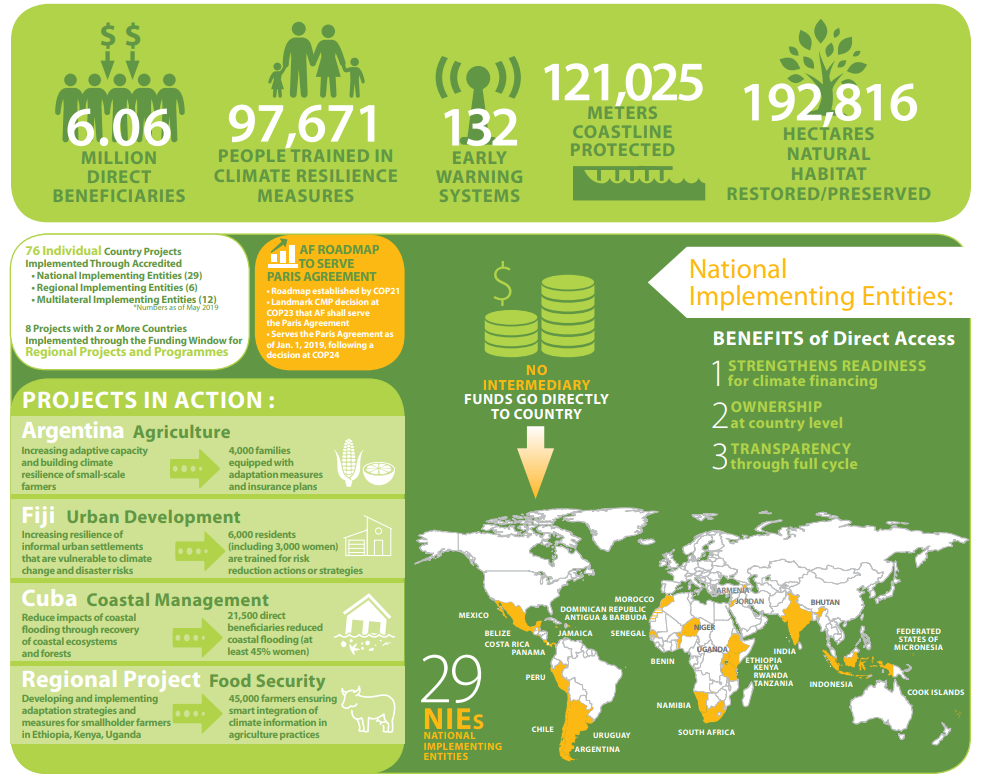 $ $
6.06
MILLION
DIRECT
BENEFICIARIES
97,671
PEOPLE TRAINED IN
CLIMATE RESILIENCE
MEASURES
132
EARLY
WARNING
SYSTEMS
121,025
METERS
COASTLINE
PROTECTED
192,816
HECTARES
NATURAL
HABITAT
RESTORED/PRESERVED
76 Individual Country Projects
Implemented Through Accredited
• National Implementing Entities (29)
• Regional Implementing Entities (6)
• Multilateral Implementing Entities (12)
*Numbers as of May 2019
8 Projects with 2 or More Countries
Implemented through the Funding Window for
Regional Projects and Programmes
AF ROADMAP
TO SERVE
PARIS AGREEMENT
• Roadmap established by COP21
• Landmark CMP decision at
COP23 that AF shall serve
the Paris Agreement
• Serves the Paris Agreement as
of Jan. 1, 2019, following a
decision at COP24
$
NO
INTERMEDIARY
FUNDS GO DIRECTLY
TO COUNTRY
National
Implementing Entities:
BENEFITS of Direct Access
1 STRENGTHENS READINESS
for climate financing
2 OWNERSHIP
at country level
3 TRANSPARENCY
through full cycle
PROJECTS IN ACTION :
Argentina Agriculture
Increasing adaptive capacity
and building climate
resilience of small-scale
farmers
4,000 families
equipped with
adaptation measures
and insurance plans
Fiji Urban Development
Increasing resilience of
informal urban settlements
that are vulnerable to climate
change and disaster risks
6,000 residents
(including 3,000 women)
are trained for risk
reduction actions or strategies
Cuba Coastal Management
Reduce impacts of coastal
flooding through recovery
of coastal ecosystems
and forests
21,500 direct
beneficiaries reduced
coastal flooding (at
least 45% women)
Regional Project Food Security
Developing and implementing
adaptation strategies and
measures for smallholder farmers
in Ethiopia, Kenya, Uganda
45,000 farmers ensuring
smart integration of
climate information in
agriculture practices
29
NIEs
NATIONAL
IMPLEMENTING
ENTITIES
MEXICO
BELIZE
COSTA RICA
PANAMA
JAMAICA
DOMINICAN REPUBLIC
ANTIGUA & BARBUDA
PERU
CHILE
URUGUAY
ARGENTINA
MOROCCO
SENEGAL
BENIN
NIGER
UGANDA
NAMIBIA
SOUTH AFRICA
ARMENIA
JORDAN
ETHIOPIA
KENYA
RWANDA
TANZANIA
INDIA
BHUTAN
INDONESIA
FEDERATED
STATES OF
MICRONESIA
COOK ISLANDS